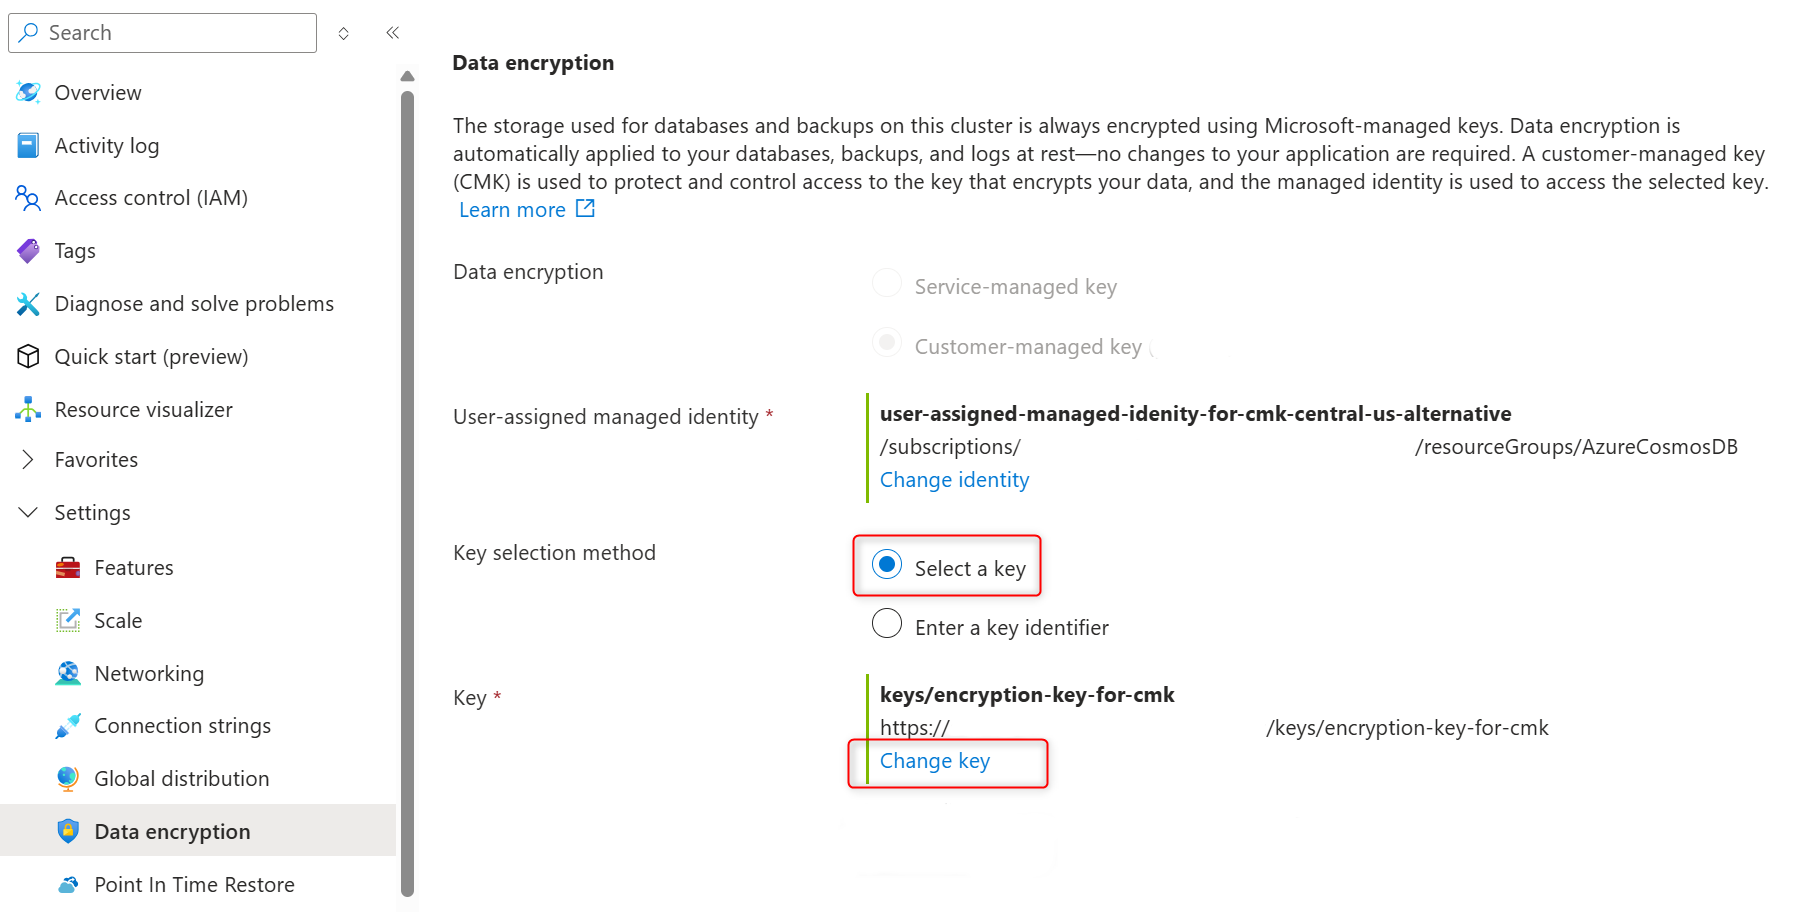 Search
Overview
Activity log
Access control (IAM)
Tags
Diagnose and solve problems
Quick start (preview)
Resource visualizer
Favorites
Settings
Features
Scale
Networking
Connection strings
Global distribution
Data encryption
Point In Time Restore
Data encryption
The storage used for databases and backups on this cluster is always encrypted using Microsoft-managed keys. Data encryption is
automatically applied to your databases, backups, and logs at rest—no changes to your application are required. A customer-managed key
(CMK) is used to protect and control access to the key that encrypts your data, and the managed identity is used to access the selected key.
Learn more
Data encryption
Service-managed key
Customer-managed key
User-assigned managed identity *
user-assigned-managed-idenity-for-cmk-central-us-alternative
/subscriptions/ /resourceGroups/AzureCosmosDB
Change identity
Key selection method
Select a key
Enter a key identifier
Key *
keys/encryption-key-for-cmk
https:// /keys/encryption-key-for-cmk
Change key